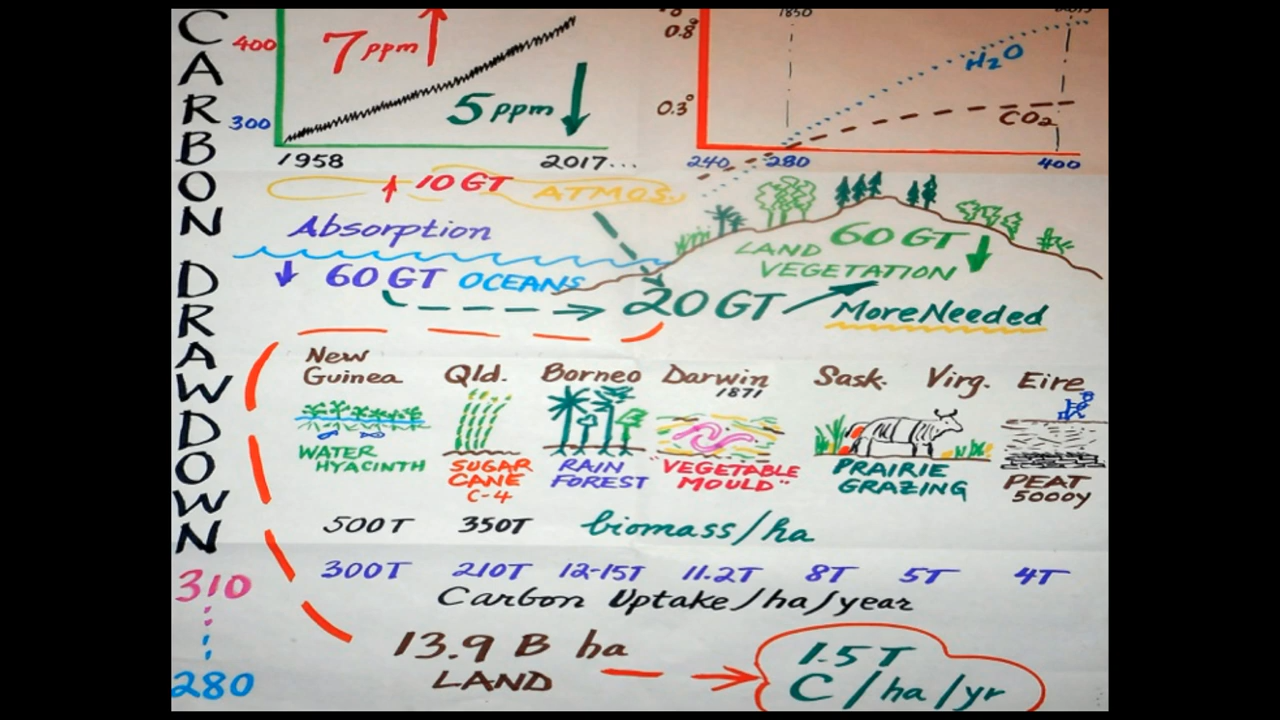 CARBON DRAWDOWN
310
280
400
7 ppm
300
5 ppm
1958 2017...
1850
0.8°
H2O
0.3°
CO2
240 280 400
10 GT ATMOS.
Absorption
60 GT OCEANS
60 GT
LAND
VEGETATION
20 GT
More Needed
New
Guinea Qld. Borneo Darwin Sask. Virg. Eire
1871
WATER
HYACINTH
SUGAR
CANE
C-4
RAIN
FOREST
"VEGETABLE
MOULD"
PRAIRIE
GRAZING
PEAT
5000y
500T 350T biomass/ha
300T 210T 12-15T 11.2T 8T 5T 4T
Carbon Uptake/ha/year
13.9 B ha
LAND
1.5T
C/ha/yr